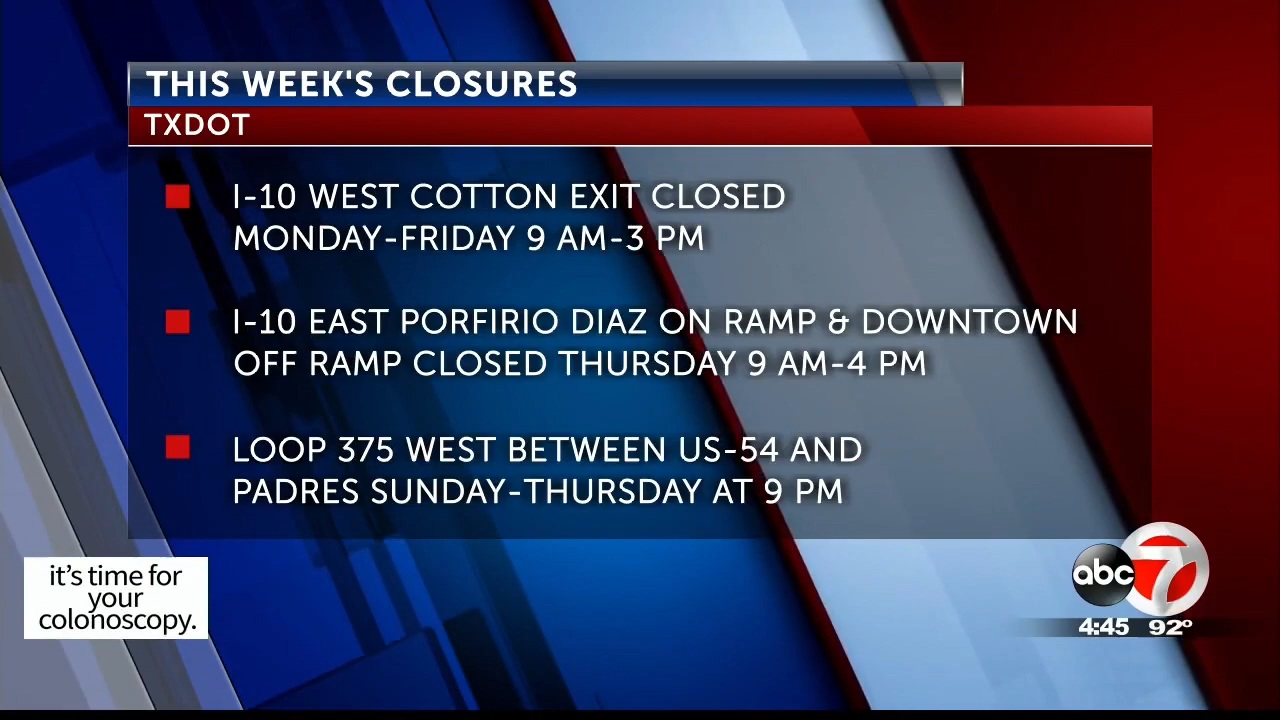 THIS WEEK'S CLOSURES
TXDOT
I-10 WEST COTTON EXIT CLOSED
MONDAY-FRIDAY 9 AM-3 PM
I-10 EAST PORFIRIO DIAZ ON RAMP & DOWNTOWN
OFF RAMP CLOSED THURSDAY 9 AM-4 PM
LOOP 375 WEST BETWEEN US-54 AND
PADRES SUNDAY-THURSDAY AT 9 PM
it's time for
your
colonoscopy.
abc 7
4:45 92º